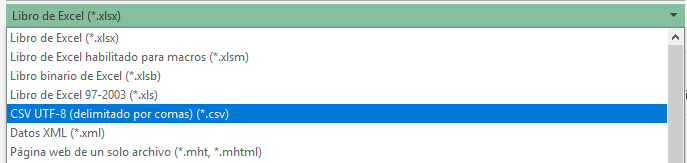 Libro de Excel (*.xlsx)
Libro de Excel (*.xlsx)
Libro de Excel habilitado para macros (*.xlsm)
Libro binario de Excel (*.xlsb)
Libro de Excel 97-2003 (*.xls)
CSV UTF-8 (delimitado por comas) (*.csv)
Datos XML (*.xml)
Página web de un solo archivo (*.mht, *.mhtml)